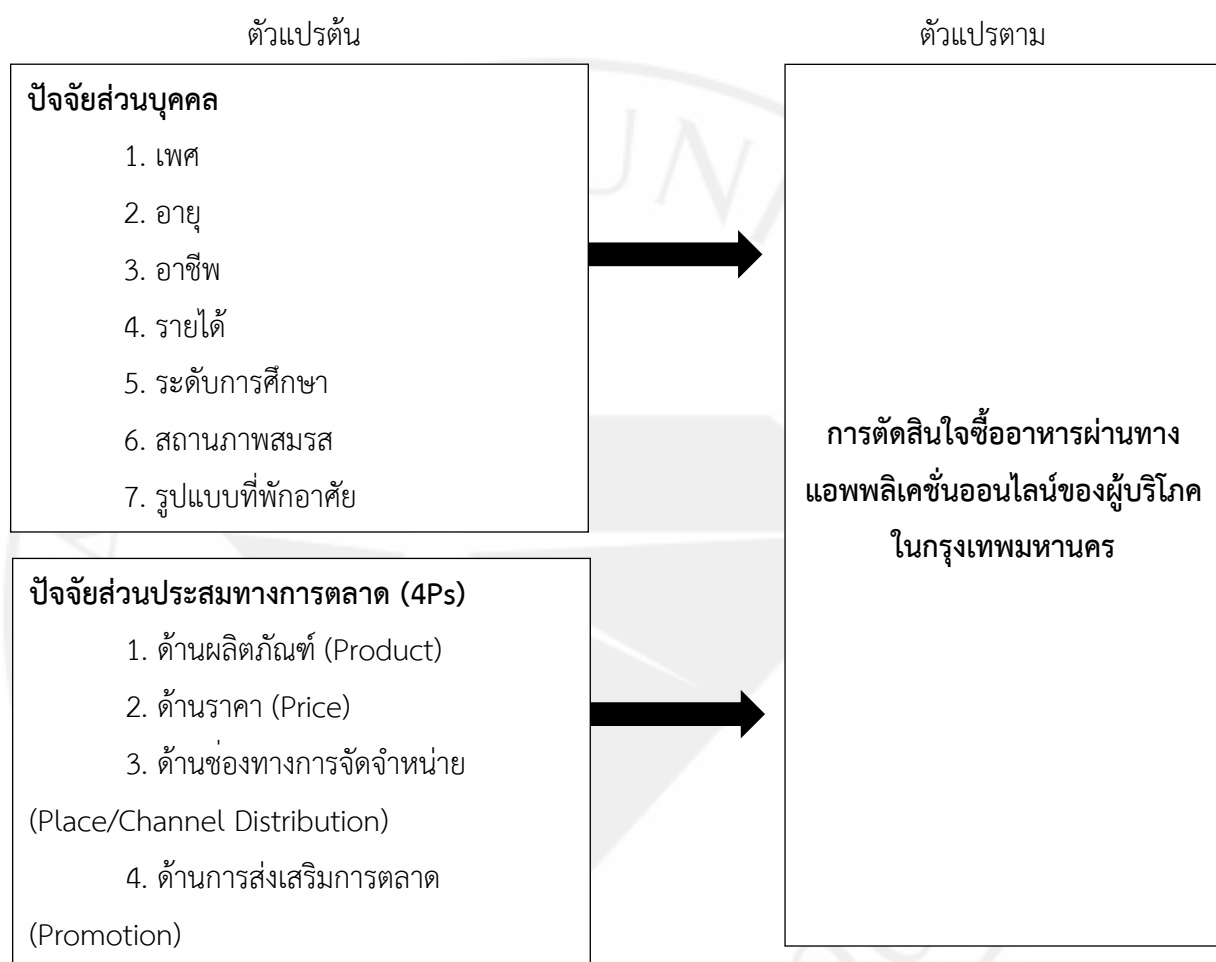 ตัวแปรต้น
ตัวแปรตาม
ปัจจัยส่วนบุคคล
1. เพศ
2. อายุ
3. อาชีพ
4. รายได้
5. ระดับการศึกษา
6. สถานภาพสมรส
7. รูปแบบที่พักอาศัย
ปัจจัยส่วนประสมทางการตลาด (4Ps)
1. ด้านผลิตภัณฑ์ (Product)
2. ด้านราคา (Price)
3. ด้านช่องทางการจัดจำหน่าย
(Place/Channel Distribution)
4. ด้านการส่งเสริมการตลาด
(Promotion)
การตัดสินใจซื้ออาหารผ่านทาง
แอพพลิเคชั่นออนไลน์ของผู้บริโภค
ในกรุงเทพมหานคร